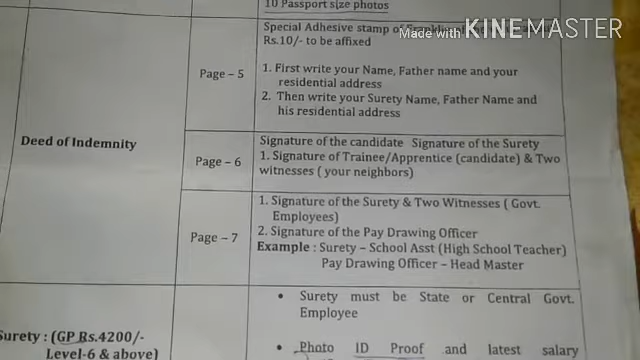 10 Passport size photos
Special Adhesive stamp of
Rs.10/- to be affixed
Page – 5
1. First write your Name, Father name and your
residential address
2. Then write your Surety Name, Father Name and
his residential address
Deed of Indemnity
Page – 6
Signature of the candidate Signature of the Surety
1. Signature of Trainee/Apprentice (candidate) & Two
witnesses ( your neighbors)
Page – 7
1. Signature of the Surety & Two Witnesses ( Govt.
Employees)
2. Signature of the Pay Drawing Officer
Example : Surety – School Asst (High School Teacher)
Pay Drawing Officer – Head Master
Surety : (GP Rs.4200/-
Level-6 & above)
• Surety must be State or Central Govt.
Employee
• Photo ID Proof and latest salary
Made with KINEMASTER